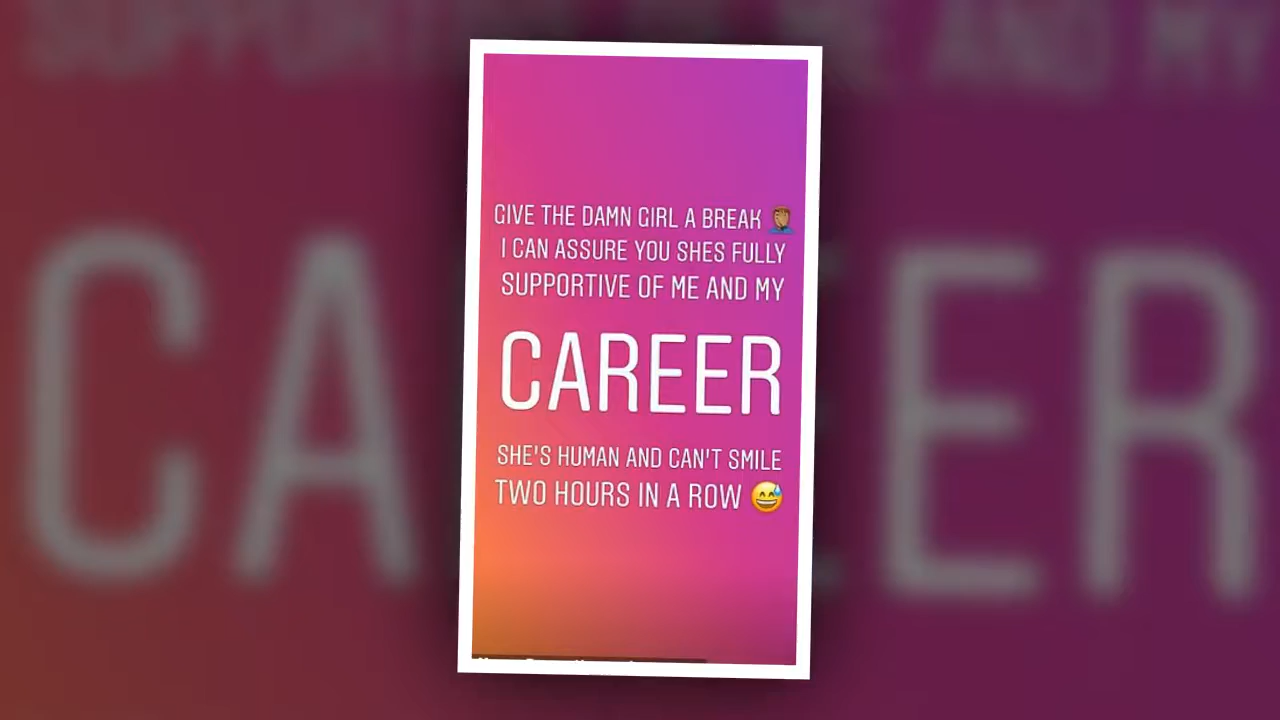 GIVE THE DAMN GIRL A BREAK 🤦🏽‍♂️
I CAN ASSURE YOU SHES FULLY
SUPPORTIVE OF ME AND MY
CAREER
SHE'S HUMAN AND CAN'T SMILE
TWO HOURS IN A ROW 😅